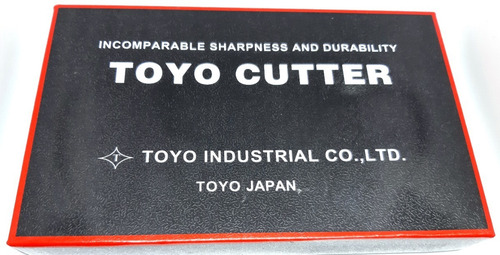 INCOMPARABLE SHARPNESS AND DURABILITY
TOYO CUTTER
T TOYO INDUSTRIAL CO.,LTD.
TOYO JAPAN,